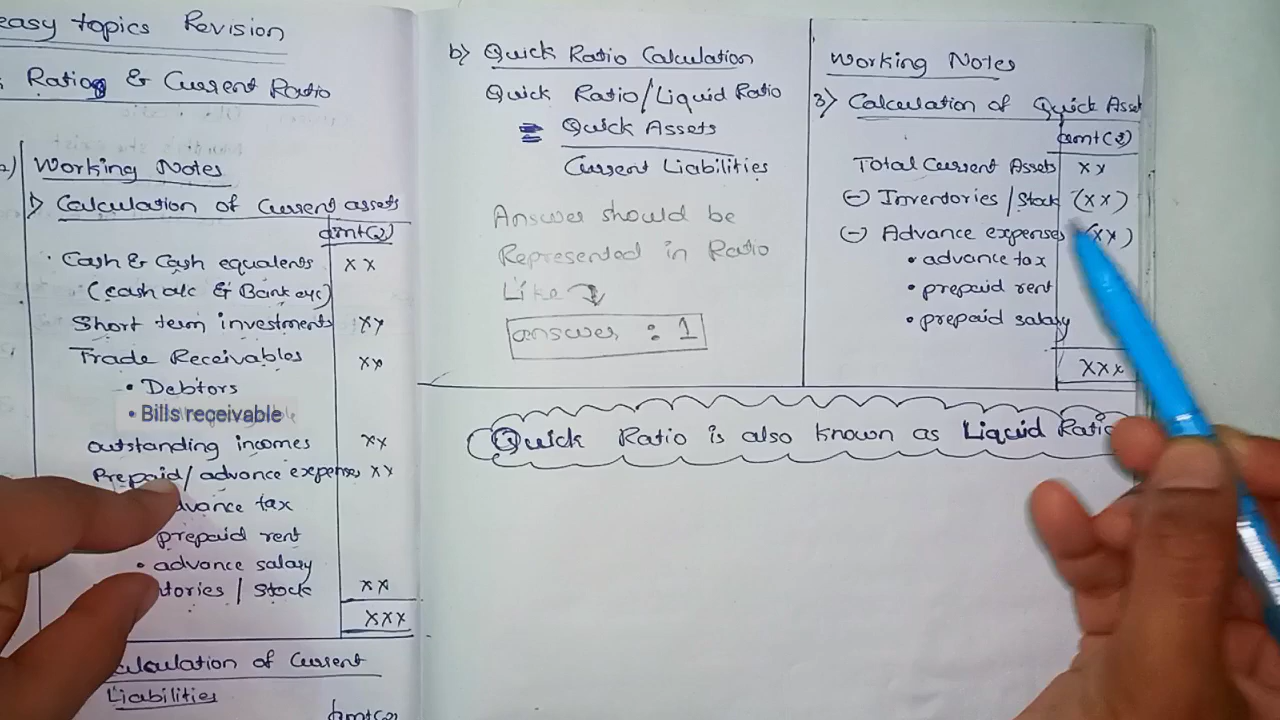 easy topics Revision
Ratios & Current Ratio
a) Working Notes
1) Calculation of Current assets
amt(₹)
Cash & Cash equalents xx
(cash a/c & Bank a/c)
Short term investments xx
Trade Receivables xx
• Debtors
• Bills receivable
outstanding incomes xx
Prepaid/advance expenses xx
dvance tax
prepaid rent
• advance salary
tories / Stock xx
xxx
alculation of Current
Liabilities
amt(₹)
b) Quick Ratio Calculation
Quick Ratio/Liquid Ratio
= Quick Assets
Current Liabilities
Answer should be
Represented in Ratio
Like
answer : 1
Working Notes
3) Calculation of Quick Asset
amt(₹)
Total Current Assets xx
(-) Inventories / Stock (xx)
(-) Advance expenses (xx)
• advance tax
• prepaid rent
• prepaid salary
xxx
Quick Ratio is also known as Liquid Ratio